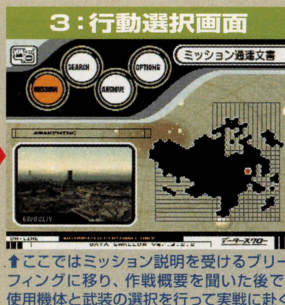 3:行動選択画面
ミッション通達文書
SEARCH
OPTIONS
MISSION
ARCHIVE
AWAKENING
データースワロー
⬆ここではミッション説明を受けるブリー
フィングに移り、作戦概要を聞いた後で
使用機体と武装の選択を行って実戦に赴く